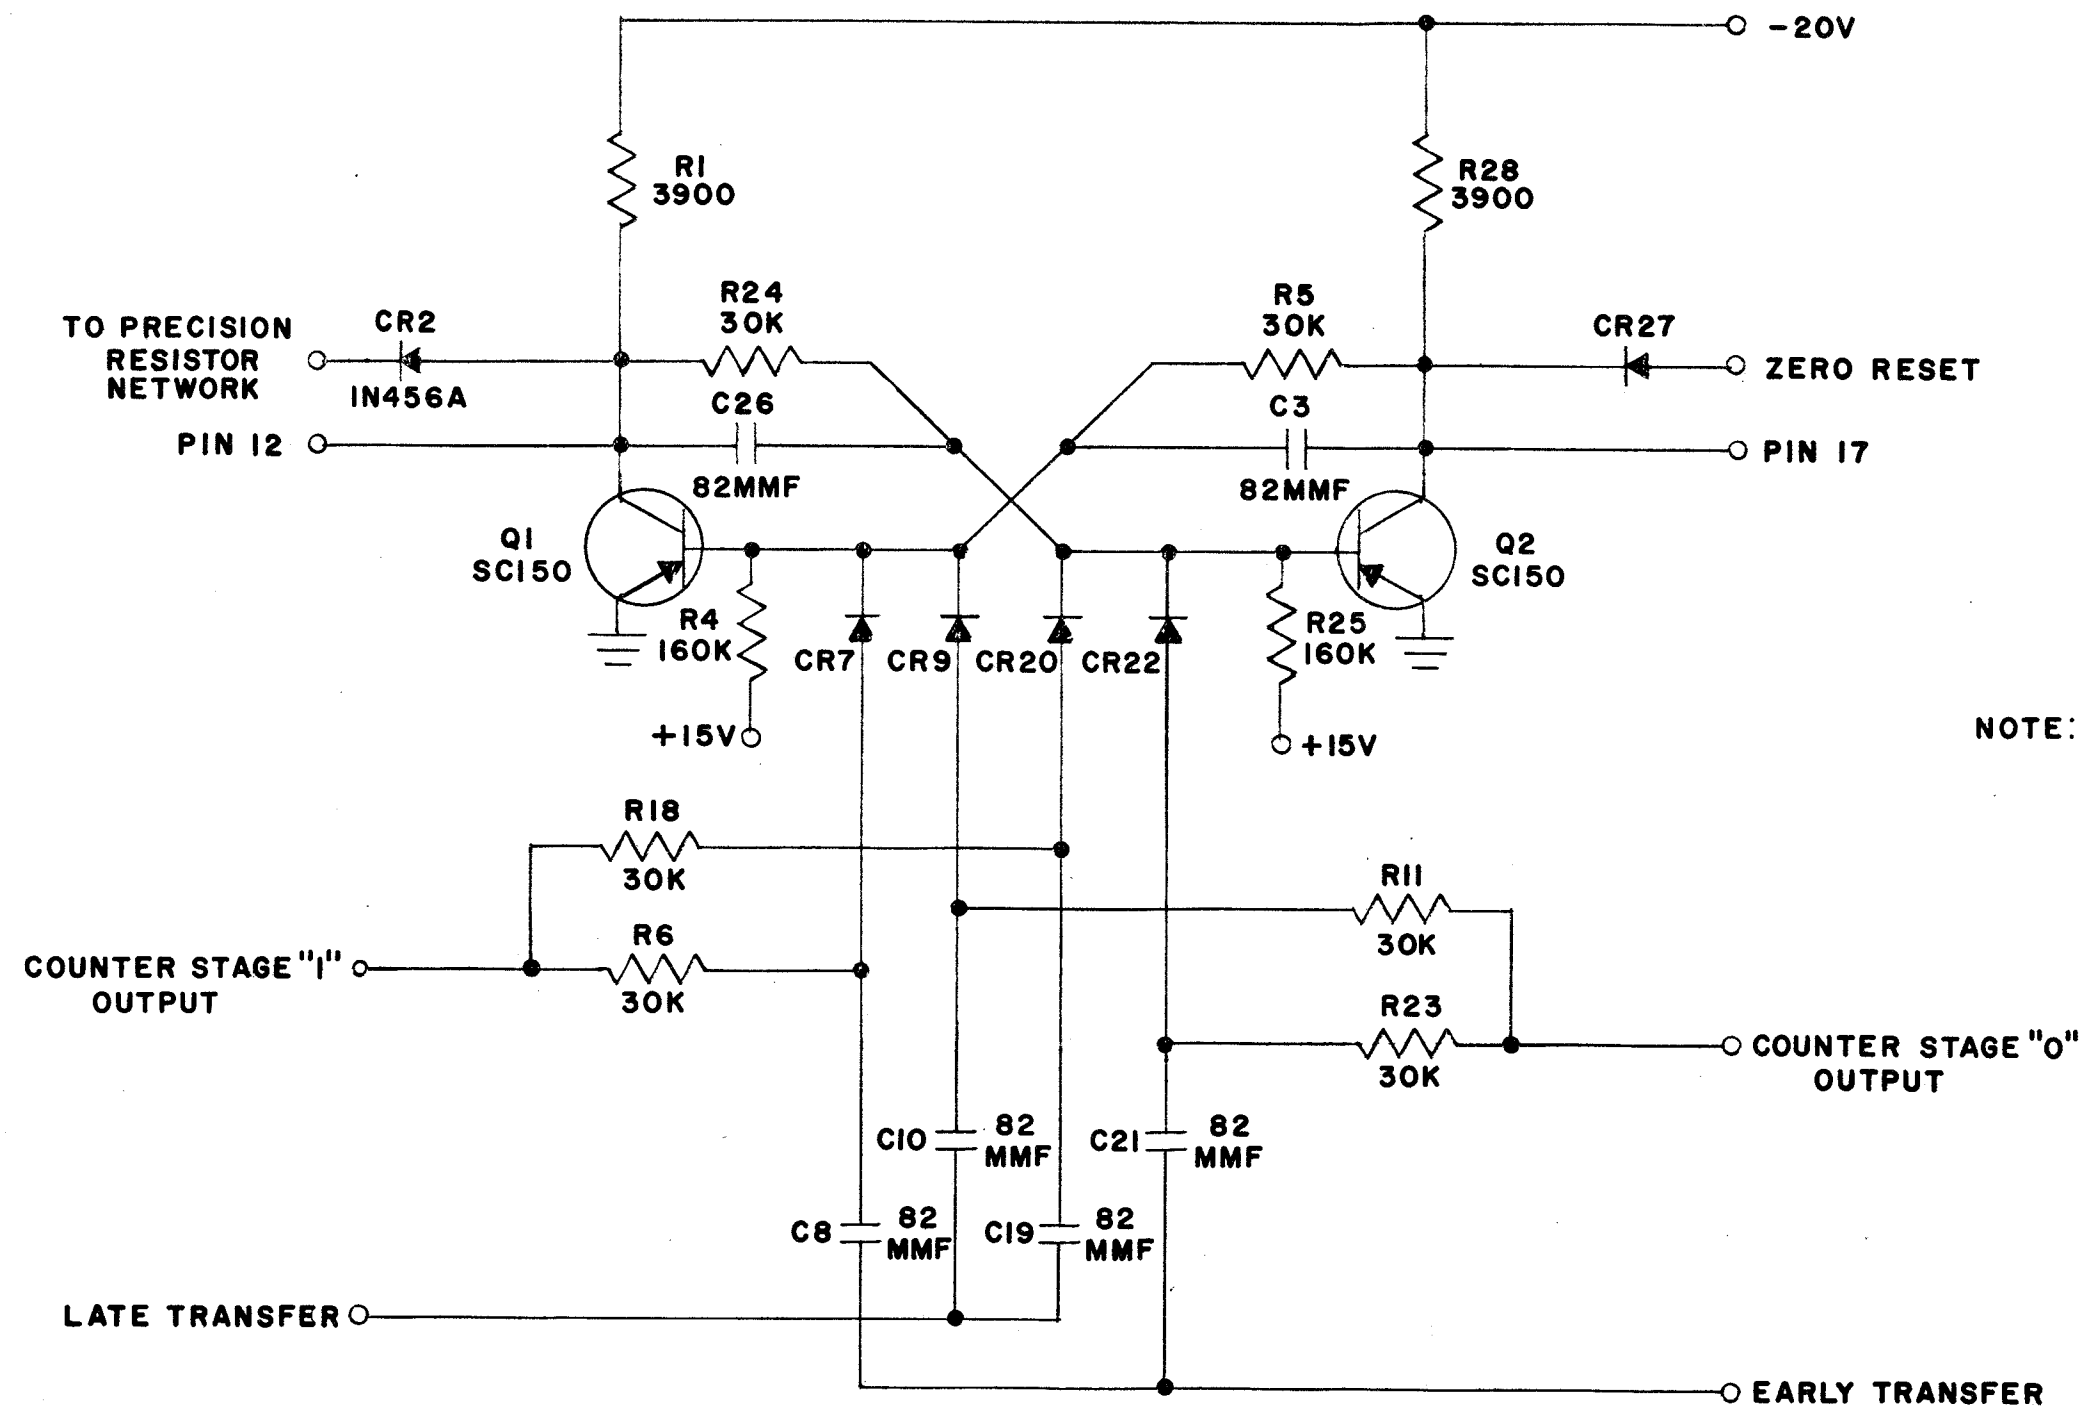 -20V
R1
3900
R28
3900
TO PRECISION
RESISTOR
NETWORK
CR2
IN456A
R24
30K
R5
30K
CR27
ZERO RESET
PIN 12
C26
82MMF
C3
82MMF
PIN 17
Q1
SC150
Q2
SC150
R4
160K
CR7
CR9
CR20
CR22
R25
160K
+15V
+15V
NOTE:
R18
30K
R11
30K
COUNTER STAGE "1"
OUTPUT
R6
30K
R23
30K
COUNTER STAGE "0"
OUTPUT
C10
82
MMF
C21
82
MMF
C8
82
MMF
C19
82
MMF
LATE TRANSFER
EARLY TRANSFER